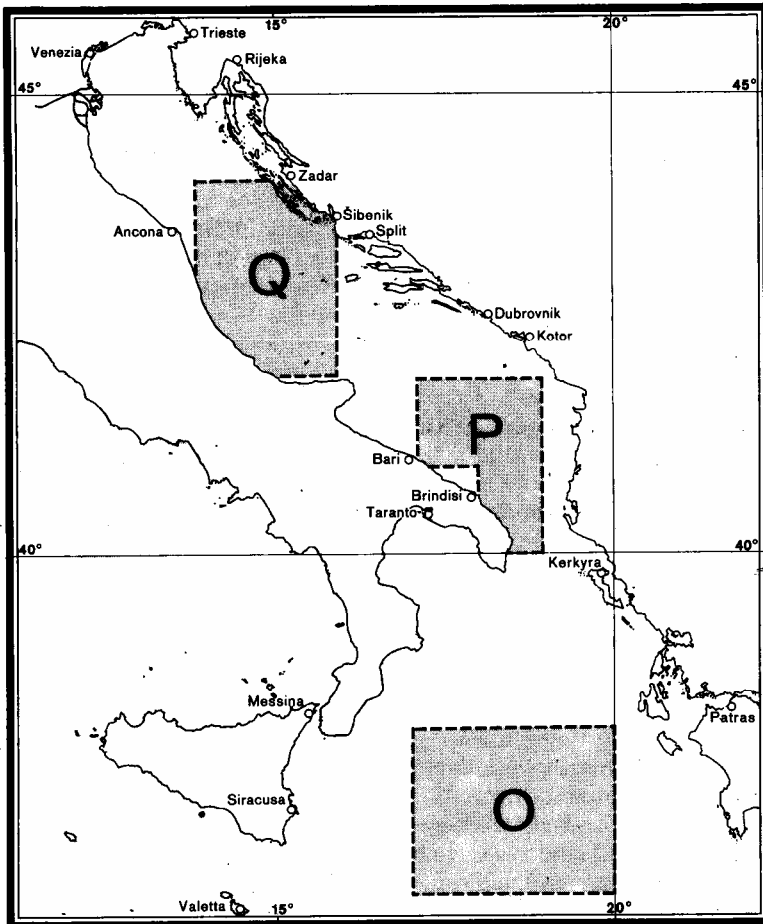 15°
20°
Venezia
Trieste
Rijeka
45°
45°
Zadar
Šibenik
Ancona
Split
Q
Dubrovnik
Kotor
P
Bari
Brindisi
Taranto
40°
40°
Kerkyra
Messina
Patras
O
Siracusa
Valetta
15°
20°